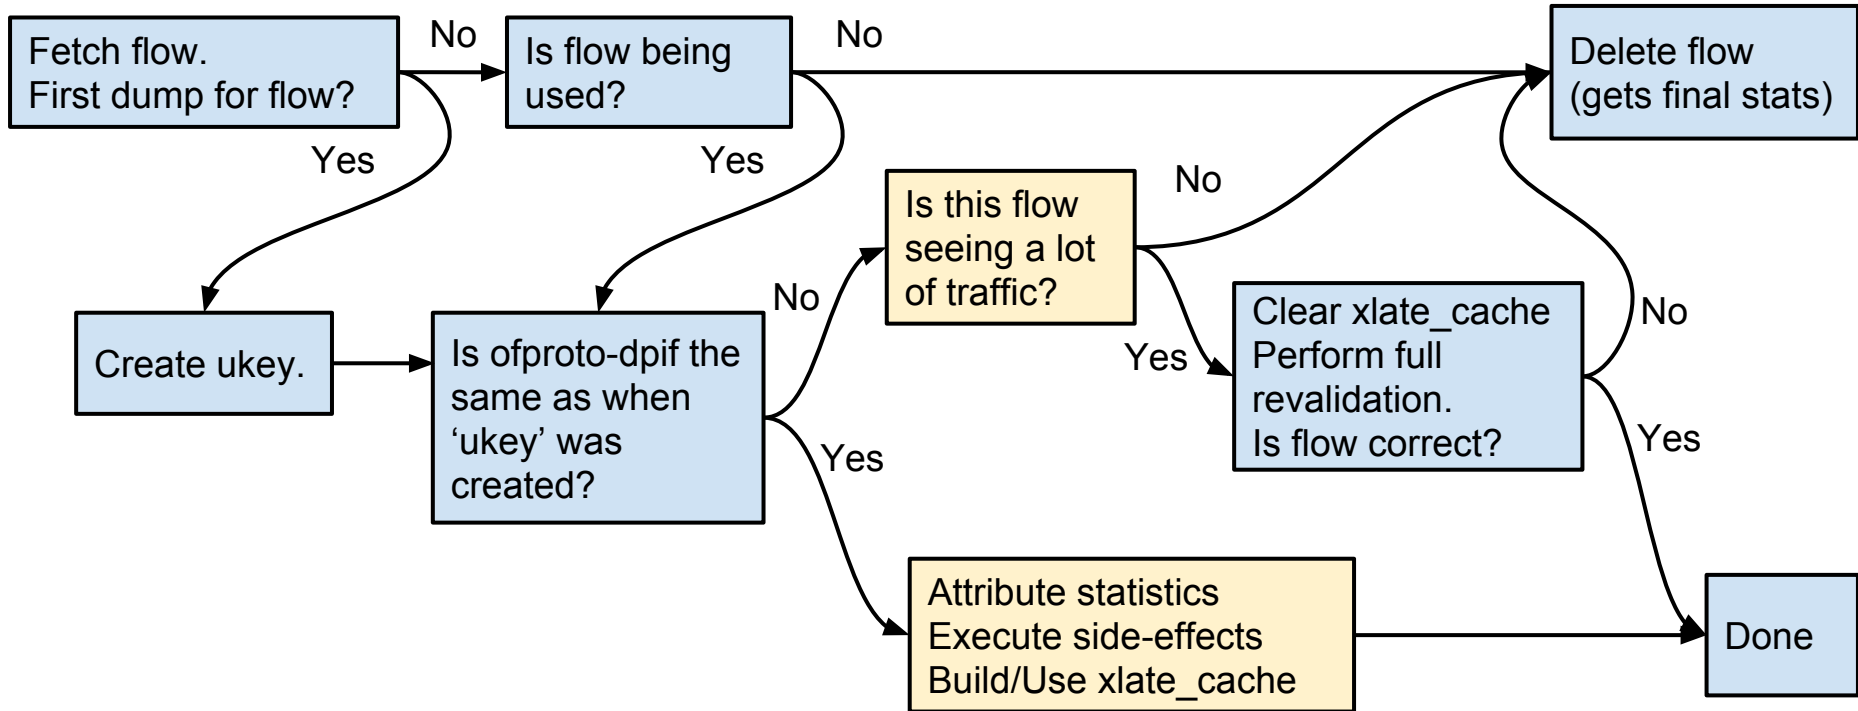 Fetch flow.
First dump for flow?
No
Is flow being
used?
No
Delete flow
(gets final stats)
Yes
Yes
Is this flow
seeing a lot
of traffic?
No
Create ukey.
Is ofproto-dpif the
same as when
‘ukey’ was
created?
No
Yes
Clear xlate_cache
Perform full
revalidation.
Is flow correct?
No
Yes
Yes
Attribute statistics
Execute side-effects
Build/Use xlate_cache
Done